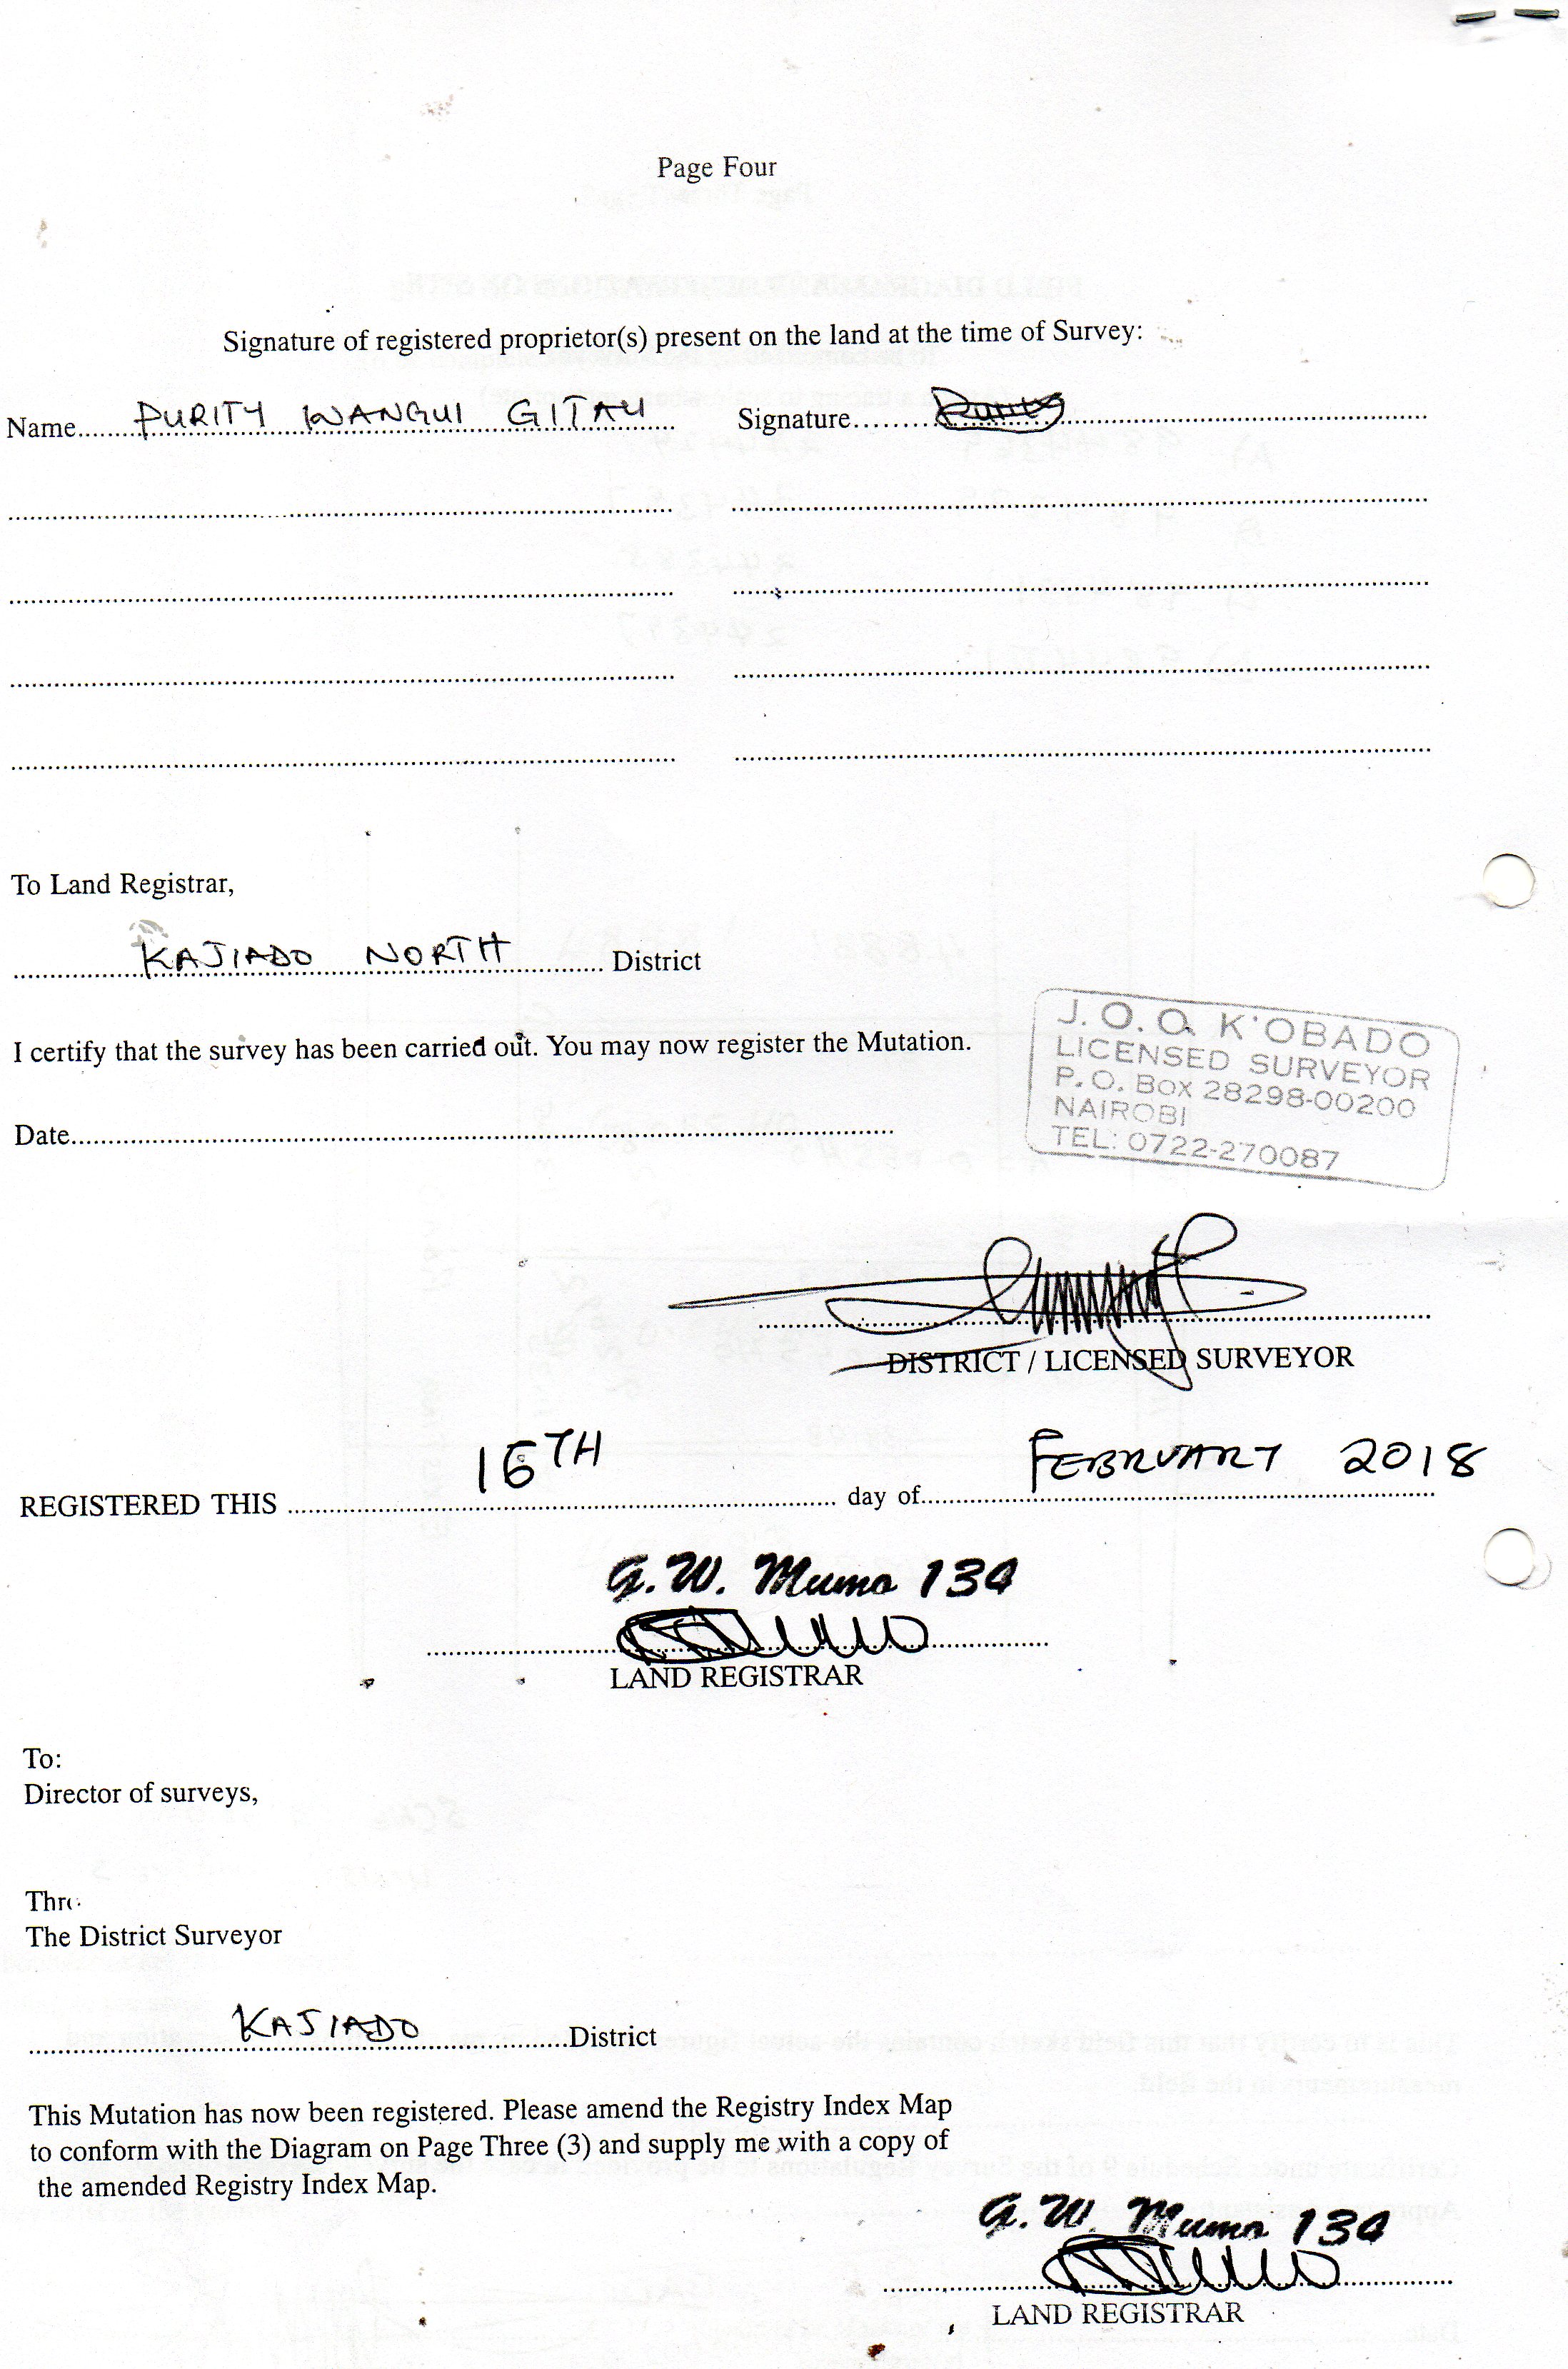 Page Four
Signature of registered proprietor(s) present on the land at the time of Survey:
Name........PURITY WANGUI GITAU Signature........
To Land Registrar,
KAJIADO NORTH District
I certify that the survey has been carried out. You may now register the Mutation.
J.O.O. K'OBADO
LICENSED SURVEYOR
P.O. Box 28298-00200
NAIROBI
TEL: 0722-270087
Date........
DISTRICT / LICENSED SURVEYOR
REGISTERED THIS ........ day of........ FEBRUARY 2018
G.W. Mumo 134
LAND REGISTRAR
To:
Director of surveys,
The District Surveyor
KAJIADO ........District
This Mutation has now been registered. Please amend the Registry Index Map
to conform with the Diagram on Page Three (3) and supply me with a copy of
the amended Registry Index Map.
G.W. Mumo 134
LAND REGISTRAR